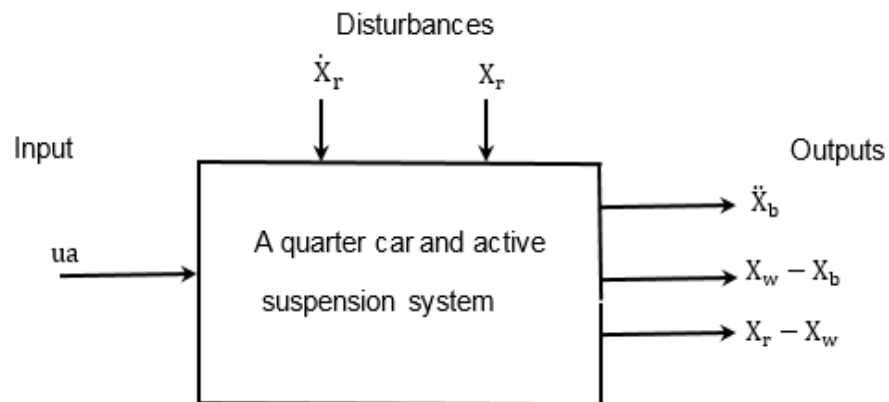 Disturbances
Ẋr Xr
Input
Outputs
Ẍb
A quarter car and active
ua
Xw − Xb
suspension system
Xr − Xw